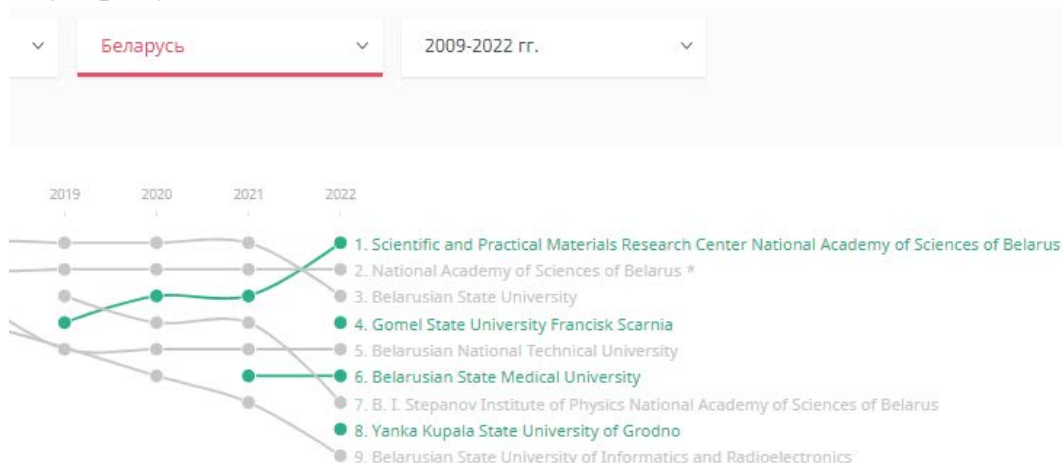 Беларусь
2009-2022 гг.
2019 2020 2021 2022
1. Scientific and Practical Materials Research Center National Academy of Sciences of Belarus
2. National Academy of Sciences of Belarus *
3. Belarusian State University
4. Gomel State University Francisk Scarnia
5. Belarusian National Technical University
6. Belarusian State Medical University
7. B. I. Stepanov Institute of Physics National Academy of Sciences of Belarus
8. Yanka Kupala State University of Grodno
9. Belarusian State University of Informatics and Radioelectronics